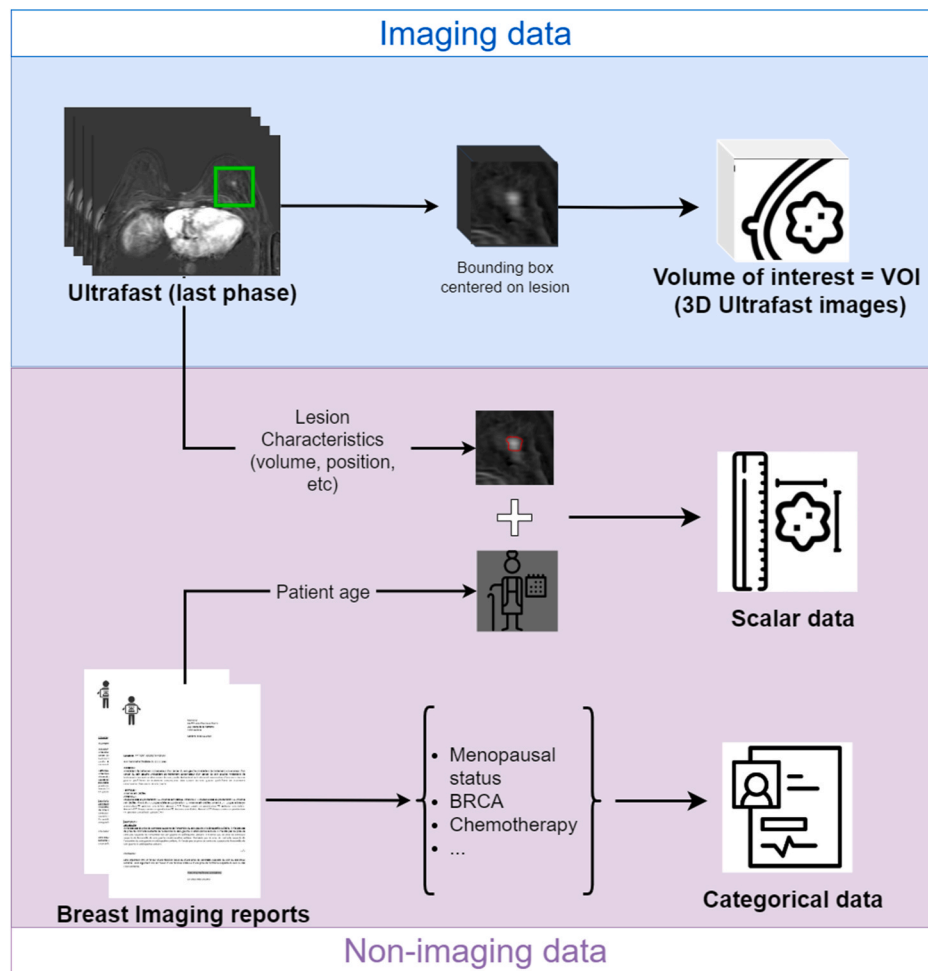 Imaging data
Ultrafast (last phase)
Bounding box
centered on lesion
Volume of interest = VOI
(3D Ultrafast images)
Lesion
Characteristics
(volume, position,
etc)
Patient age
Scalar data
• Menopausal
status
• BRCA
• Chemotherapy
• ...
Breast Imaging reports
Categorical data
Non-imaging data